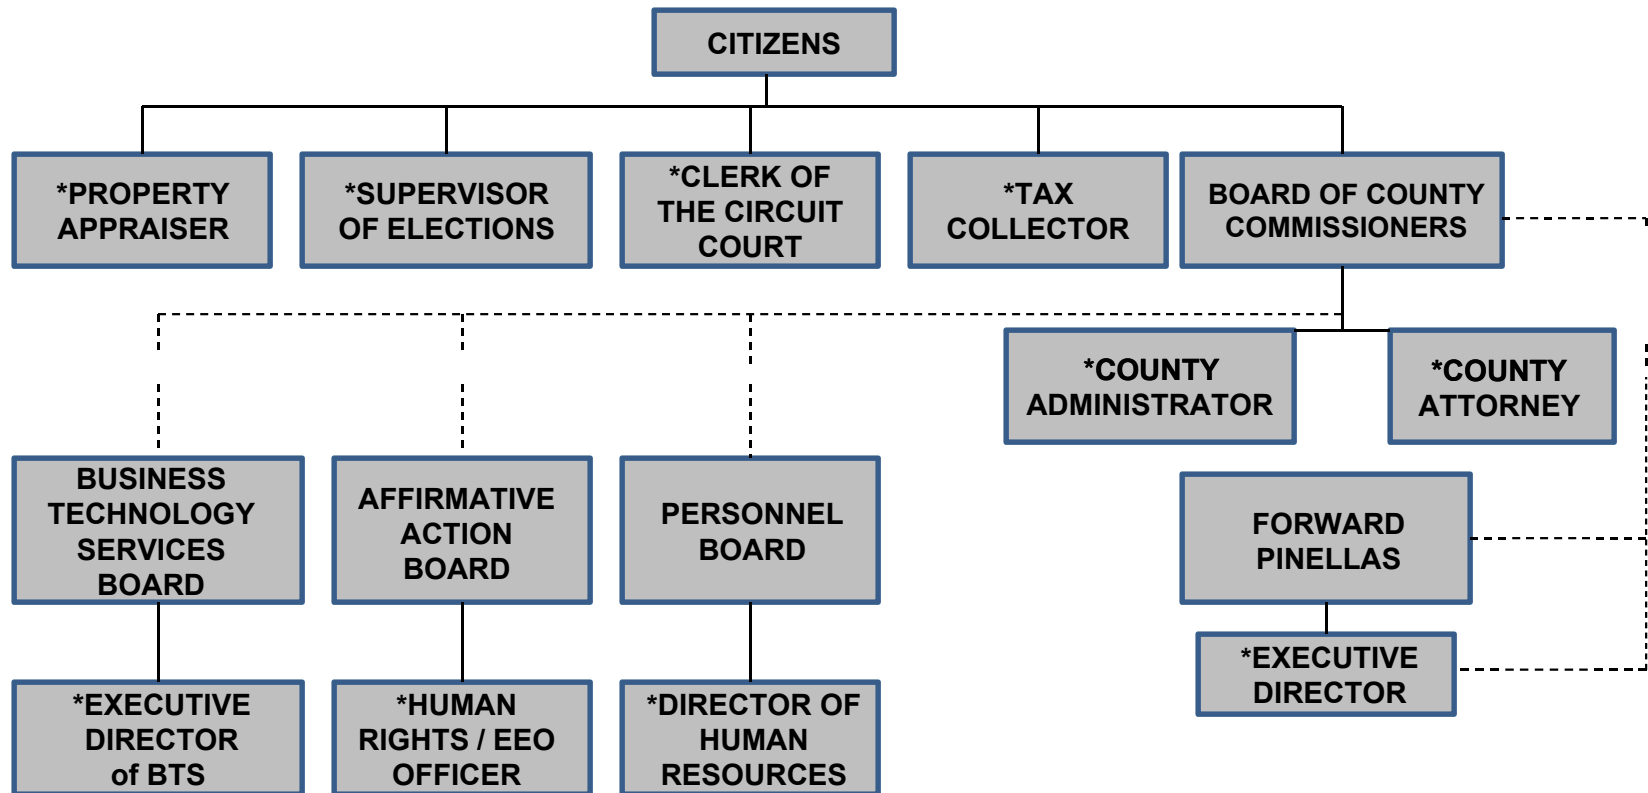 CITIZENS
*PROPERTY
APPRAISER
*SUPERVISOR
OF ELECTIONS
*CLERK OF
THE CIRCUIT
COURT
*TAX
COLLECTOR
BOARD OF COUNTY
COMMISSIONERS
*COUNTY
ADMINISTRATOR
*COUNTY
ATTORNEY
BUSINESS
TECHNOLOGY
SERVICES
BOARD
AFFIRMATIVE
ACTION
BOARD
PERSONNEL
BOARD
FORWARD
PINELLAS
*EXECUTIVE
DIRECTOR
*EXECUTIVE
DIRECTOR
of BTS
*HUMAN
RIGHTS / EEO
OFFICER
*DIRECTOR OF
HUMAN
RESOURCES